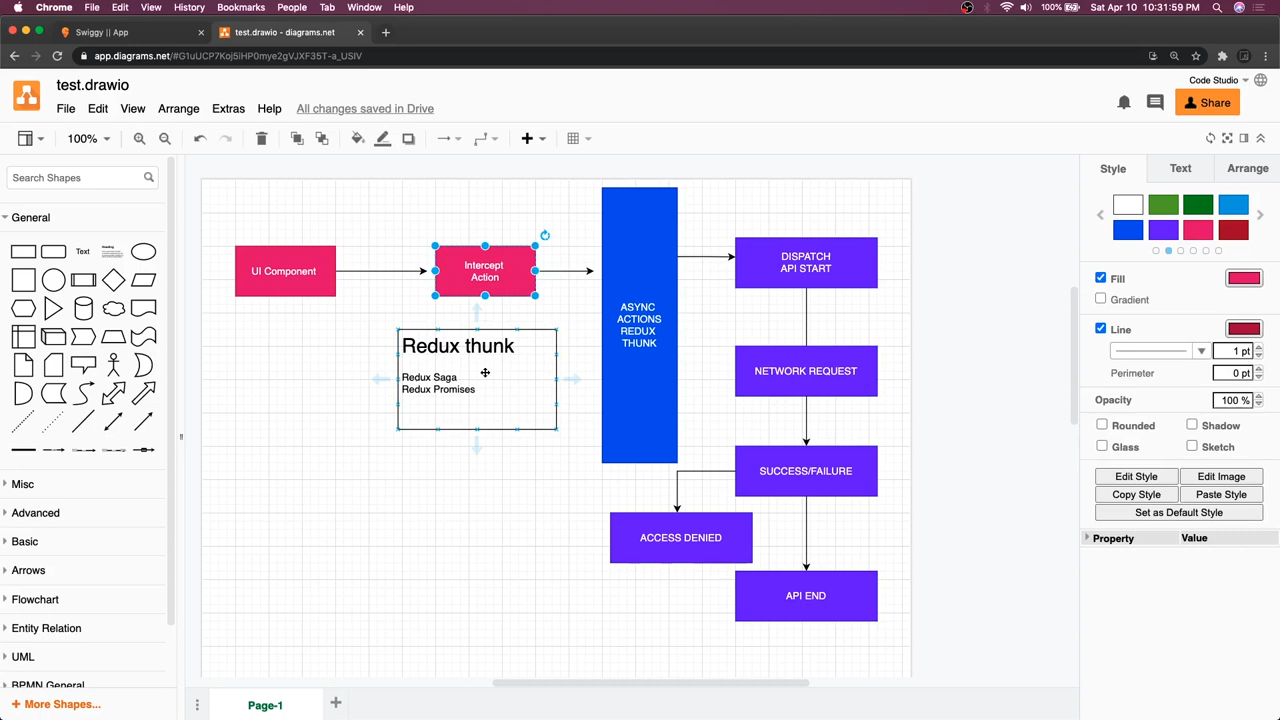 Chrome File Edit View History Bookmarks People Tab Window Help 100% Sat Apr 10 10:31:59 PM
Swiggy || App
test.drawio - diagrams.net
app.diagrams.net/#G1uUCP7Koj5iHP0mye2gVJXF35T-a_USIV
test.drawio
Code Studio
File Edit View Arrange Extras Help All changes saved in Drive
Share
100%
Search Shapes
Style Text Arrange
General
Text
Heading
Misc
Advanced
Basic
Arrows
Flowchart
Entity Relation
UML
BPMN General
+ More Shapes...
UI Component
Intercept
Action
Redux thunk
Redux Saga
Redux Promises
ASYNC
ACTIONS
REDUX
THUNK
DISPATCH
API START
NETWORK REQUEST
SUCCESS/FAILURE
ACCESS DENIED
API END
Fill
Gradient
Line
1 pt
Perimeter 0 pt
Opacity 100 %
Rounded Shadow
Glass Sketch
Edit Style Edit Image
Copy Style Paste Style
Set as Default Style
Property Value
Page-1